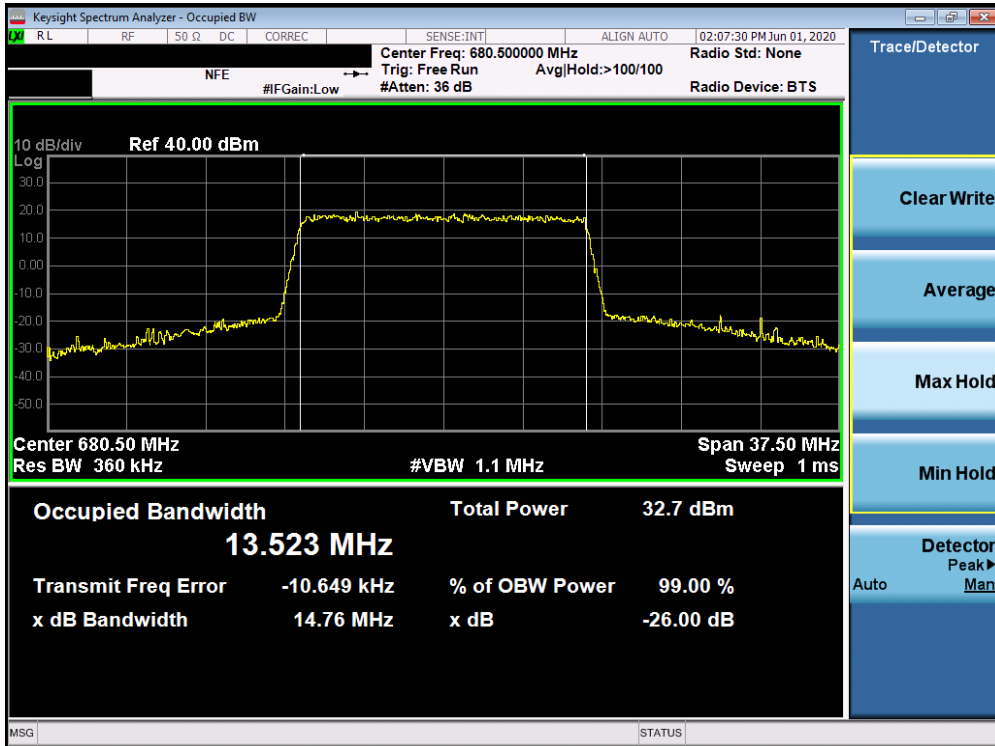 Keysight Spectrum Analyzer - Occupied BW
LXI RL RF 50 Ω DC CORREC SENSE:INT ALIGN AUTO 02:07:30 PM Jun 01, 2020
Center Freq: 680.500000 MHz Radio Std: None
NFE Trig: Free Run Avg|Hold:>100/100
#IFGain:Low #Atten: 36 dB Radio Device: BTS
10 dB/div Ref 40.00 dBm
Log
30.0
20.0
10.0
0.00
-10.0
-20.0
-30.0
-40.0
-50.0
Center 680.50 MHz Span 37.50 MHz
Res BW 360 kHz #VBW 1.1 MHz Sweep 1 ms
Occupied Bandwidth Total Power 32.7 dBm
13.523 MHz
Transmit Freq Error -10.649 kHz % of OBW Power 99.00 %
x dB Bandwidth 14.76 MHz x dB -26.00 dB
MSG STATUS
Trace/Detector
Clear Write
Average
Max Hold
Min Hold
Detector
Peak▶
Auto Man